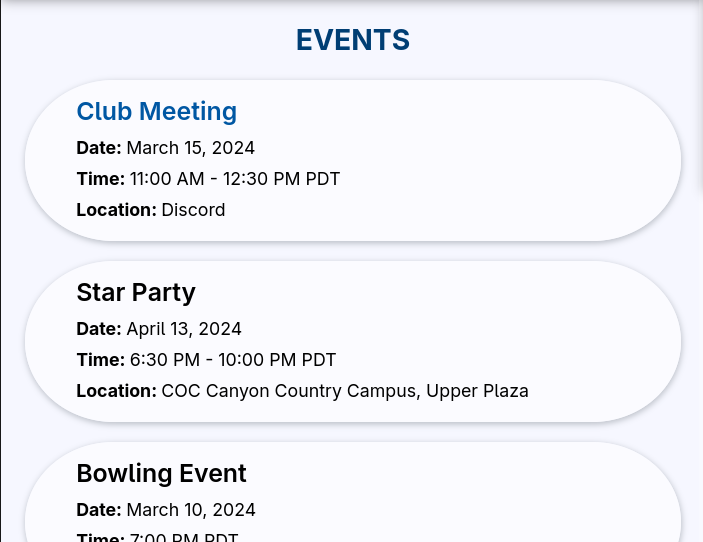 EVENTS
Club Meeting
Date: March 15, 2024
Time: 11:00 AM - 12:30 PM PDT
Location: Discord
Star Party
Date: April 13, 2024
Time: 6:30 PM - 10:00 PM PDT
Location: COC Canyon Country Campus, Upper Plaza
Bowling Event
Date: March 10, 2024
Time: 7:00 PM PDT